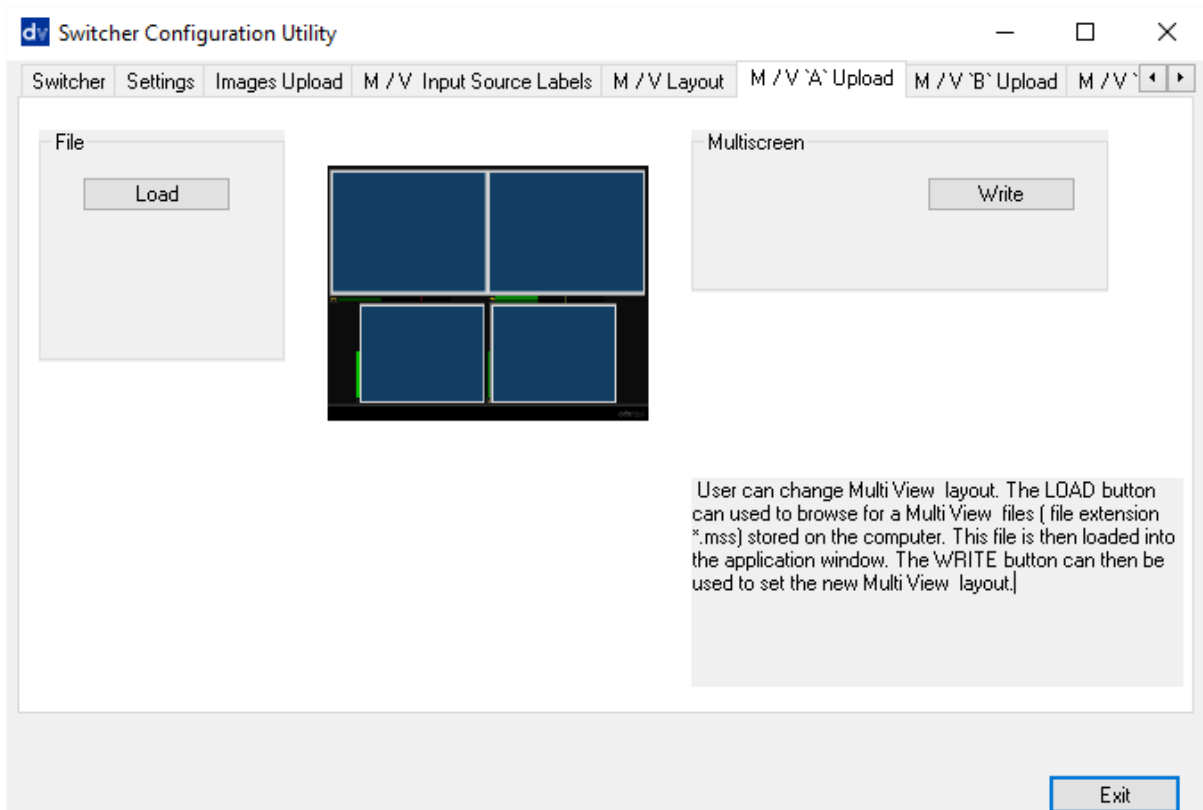 dv Switcher Configuration Utility
Switcher Settings Images Upload M / V Input Source Labels M / V Layout M / V `A` Upload M / V `B` Upload M / V `
File
Load
Multiscreen
Write
User can change Multi View layout. The LOAD button
can used to browse for a Multi View files ( file extension
*.mss) stored on the computer. This file is then loaded into
the application window. The WRITE button can then be
used to set the new Multi View layout.
Exit